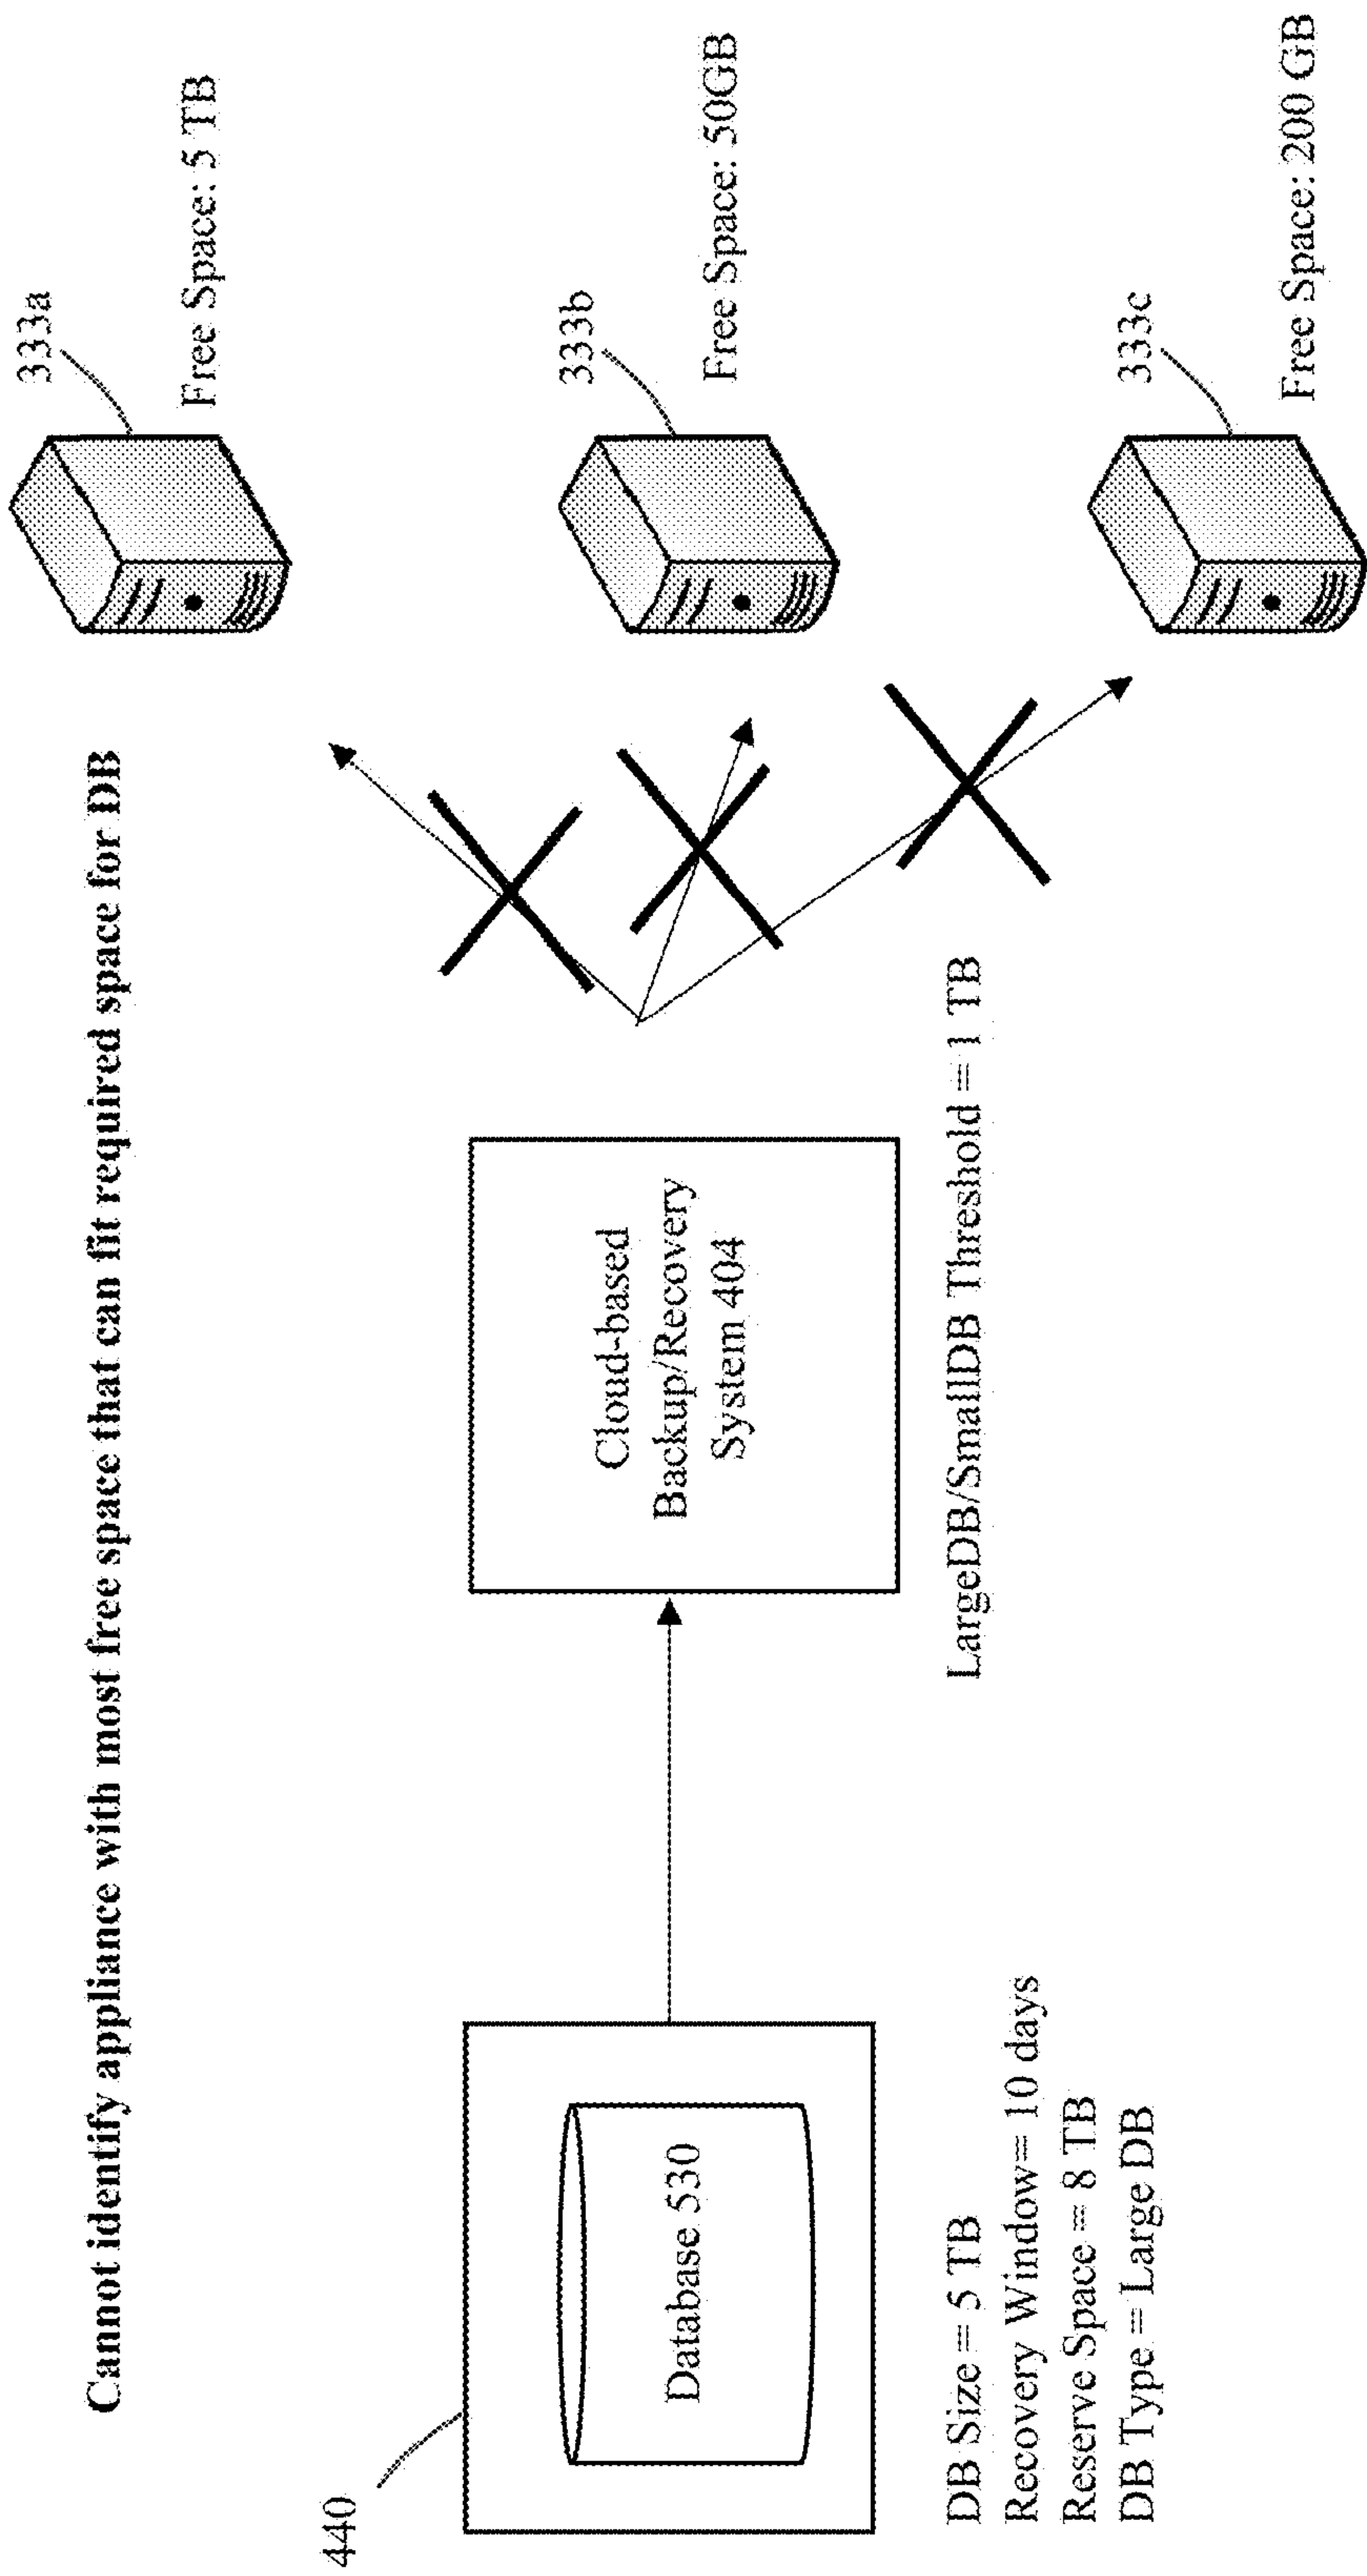 Cannot identify appliance with most free space that can fit required space for DB
440
Database 530
DB Size = 5 TB
Recovery Window= 10 days
Reserve Space = 8 TB
DB Type = Large DB
Cloud-based
Backup/Recovery
System 404
LargeDB/SmallDB Threshold = 1 TB
333a
Free Space: 5 TB
333b
Free Space: 50GB
333c
Free Space: 200 GB